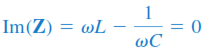 Im(Z) = ωL − 1/ωC = 0